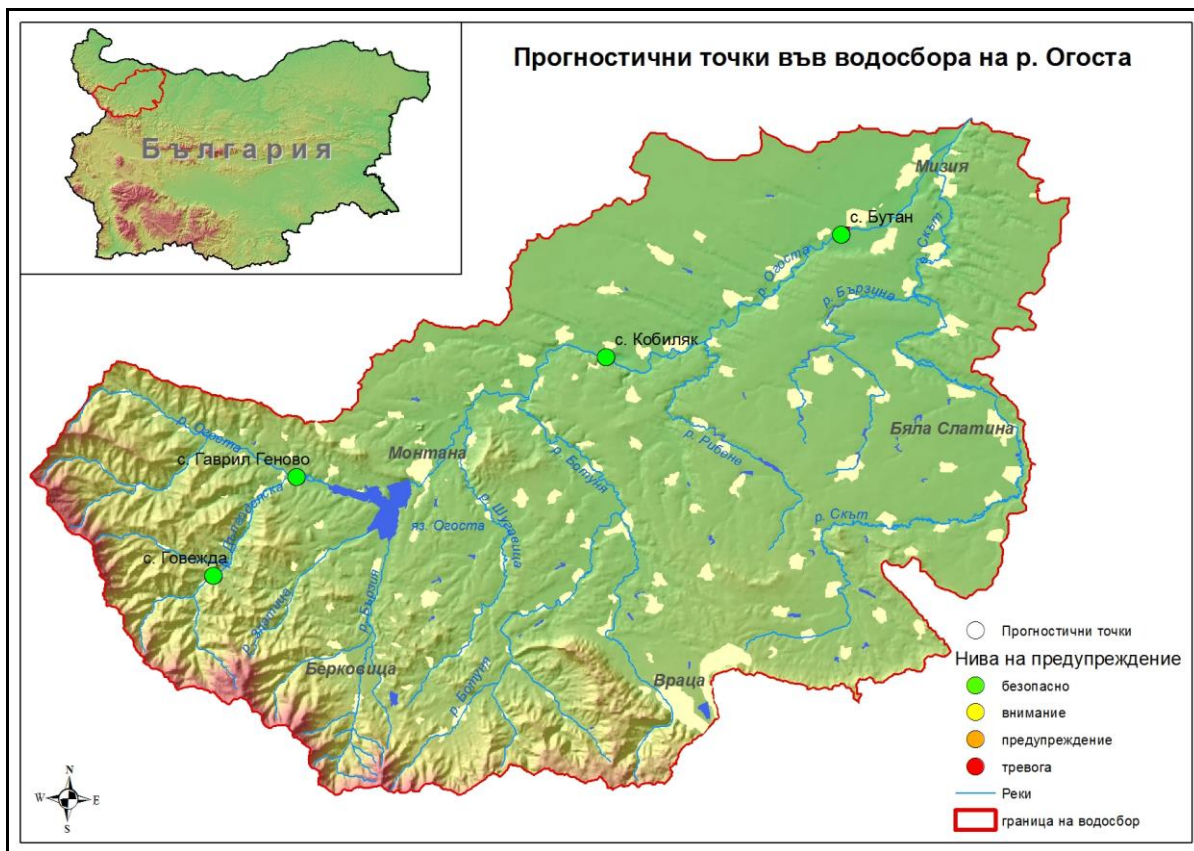 Прогностични точки във водосбора на р. Огоста
България
Мизия
с. Бутан
р. Скът
р. Огоста
р. Бързина
с. Кобиляк
Бяла Слатина
р. Огоста
Монтана
р. Рибене
р. Ботуня
с. Гаврил Геново
р. Шугавица
яз. Огоста
р. Скът
с. Говежда
р. Златица
р. Бързия
Берковица
Враца
р. Ботуня
Прогностични точки
Нива на предупреждение
безопасно
внимание
предупреждение
тревога
Реки
граница на водосбор
N
W
E
S